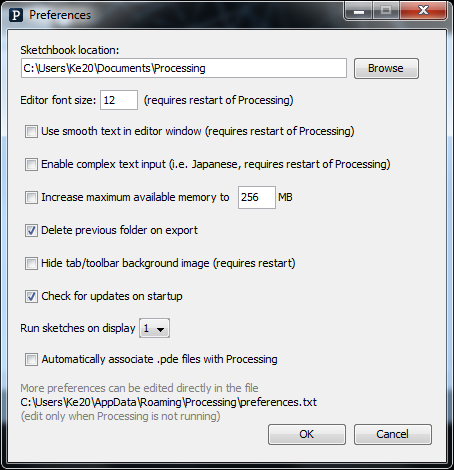 P Preferences
Sketchbook location:
C:\Users\Ke20\Documents\Processing Browse
Editor font size: 12 (requires restart of Processing)
Use smooth text in editor window (requires restart of Processing)
Enable complex text input (i.e. Japanese, requires restart of Processing)
Increase maximum available memory to 256 MB
Delete previous folder on export
Hide tab/toolbar background image (requires restart)
Check for updates on startup
Run sketches on display 1
Automatically associate .pde files with Processing
More preferences can be edited directly in the file
C:\Users\Ke20\AppData\Roaming\Processing\preferences.txt
(edit only when Processing is not running)
OK Cancel